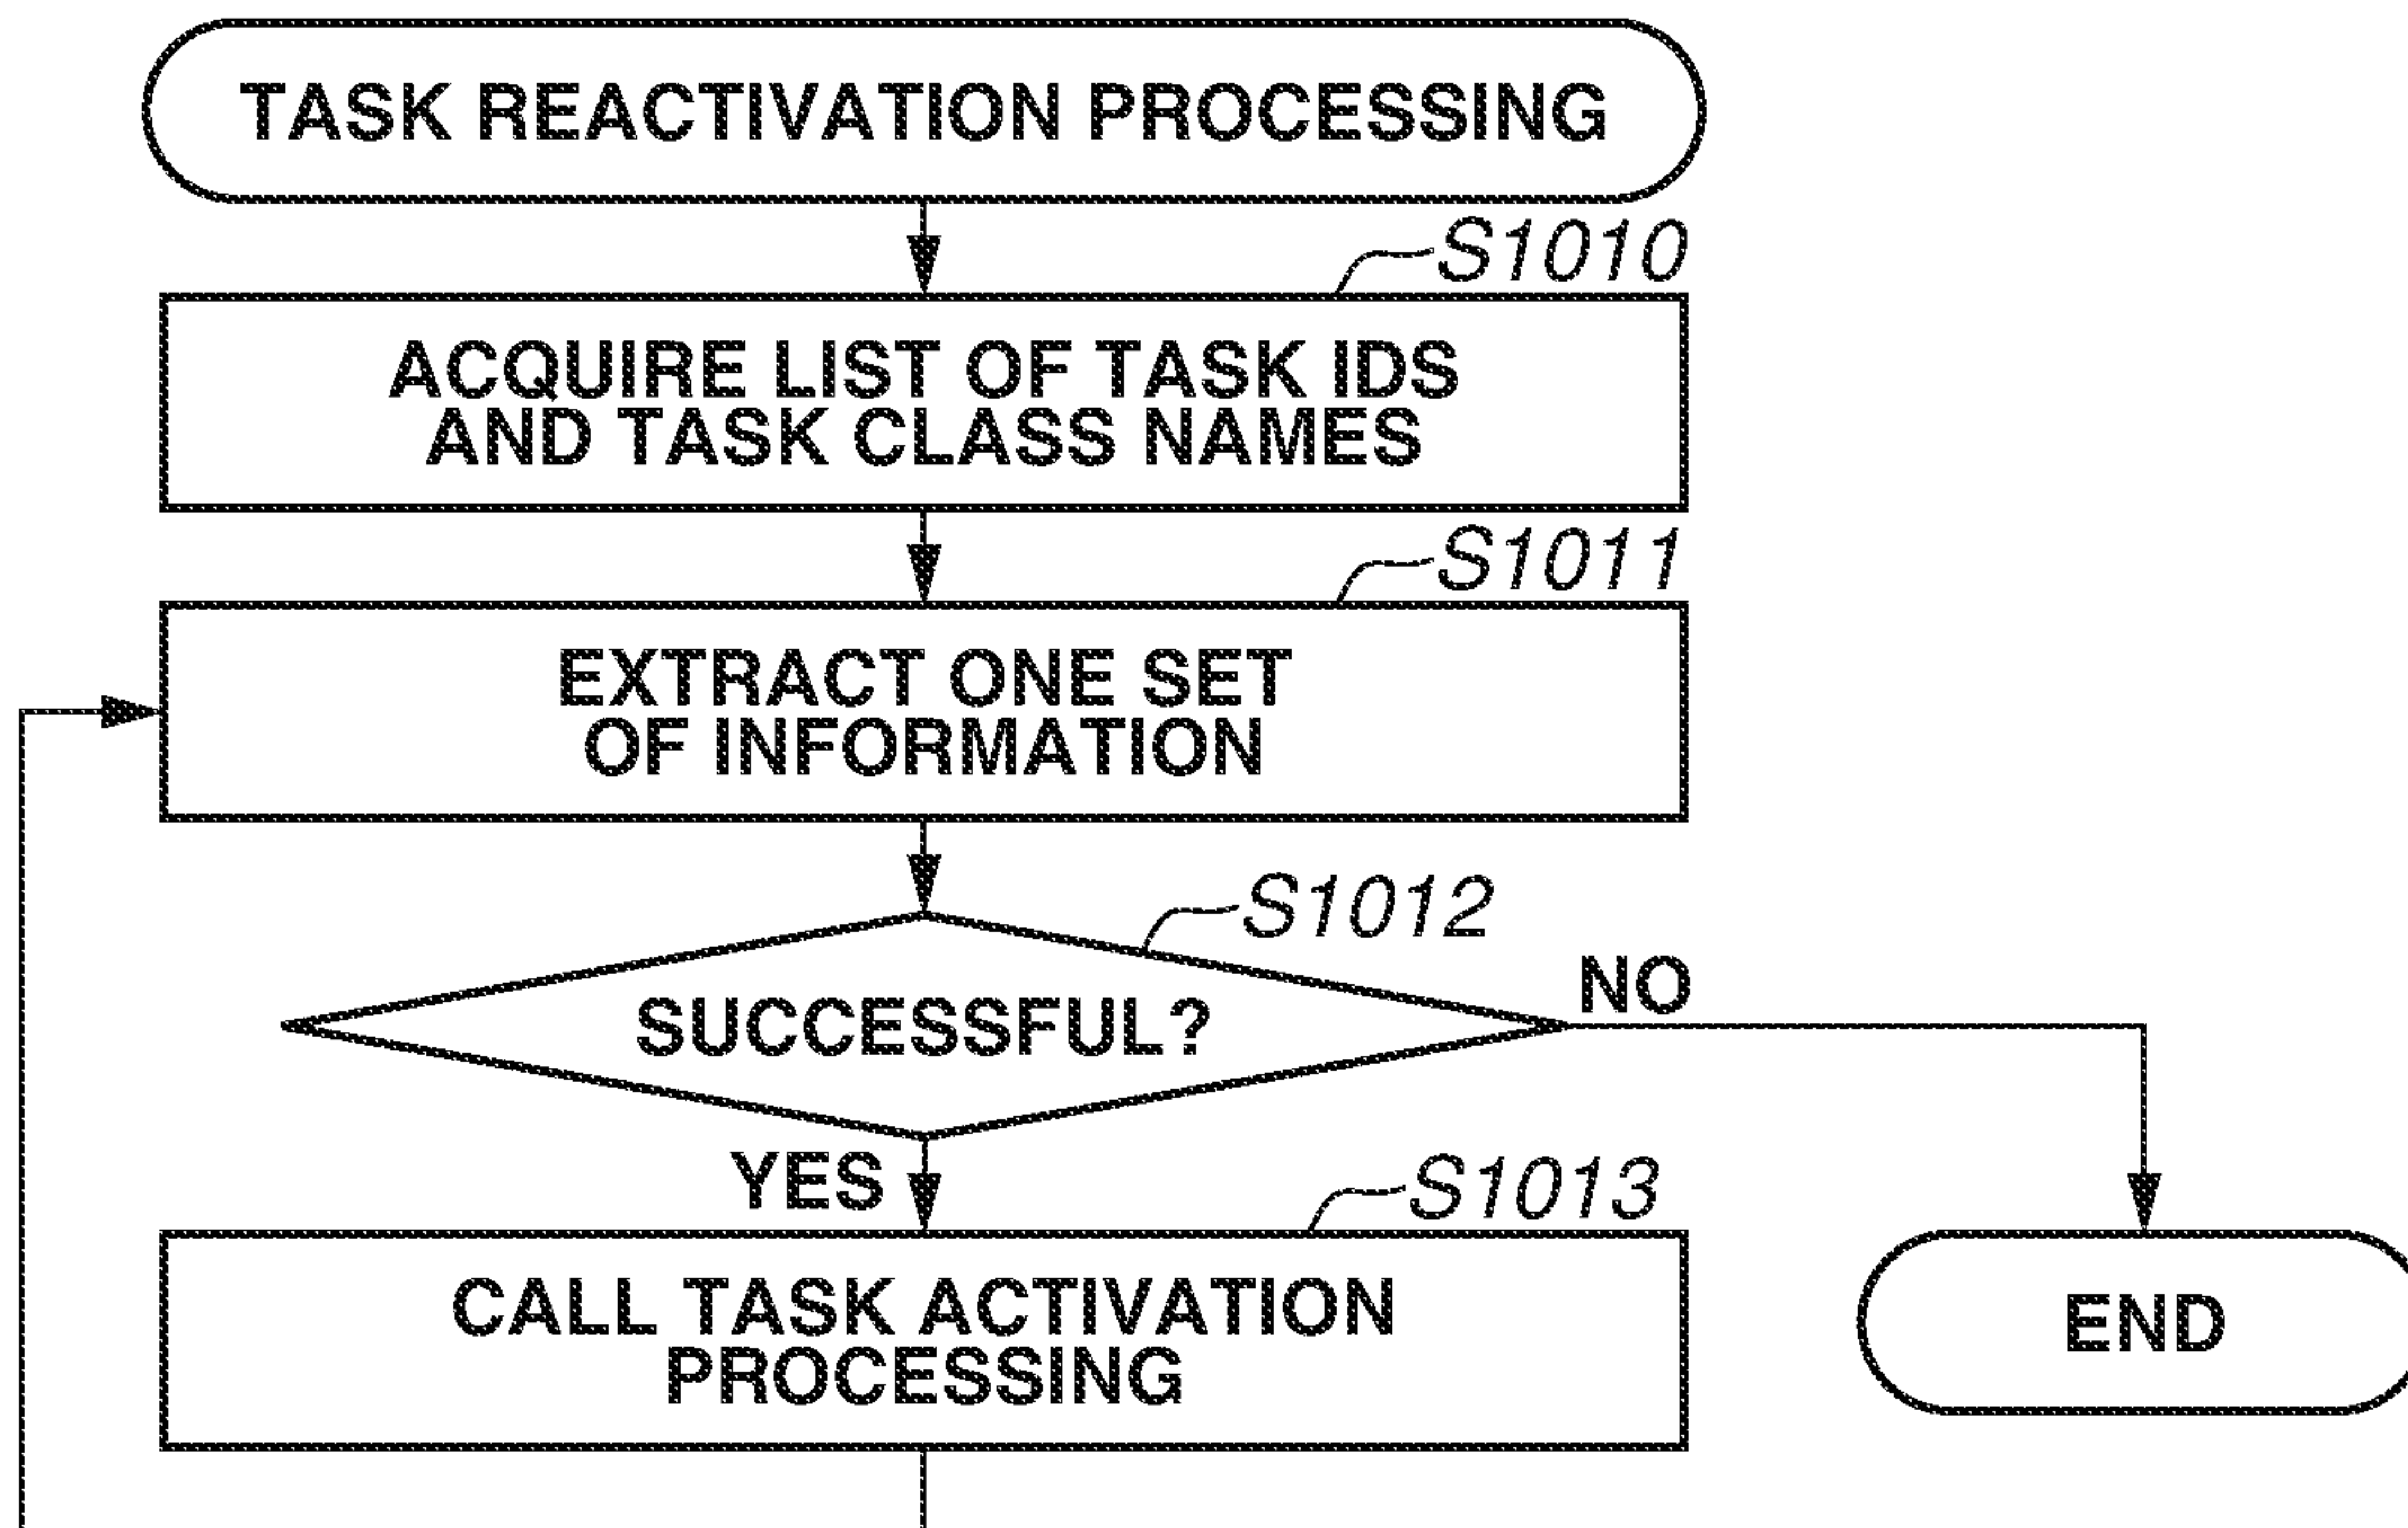 TASK REACTIVATION PROCESSING
S1010
ACQUIRE LIST OF TASK IDS
AND TASK CLASS NAMES
S1011
EXTRACT ONE SET
OF INFORMATION
S1012
SUCCESSFUL?
NO
YES
S1013
CALL TASK ACTIVATION
PROCESSING
END